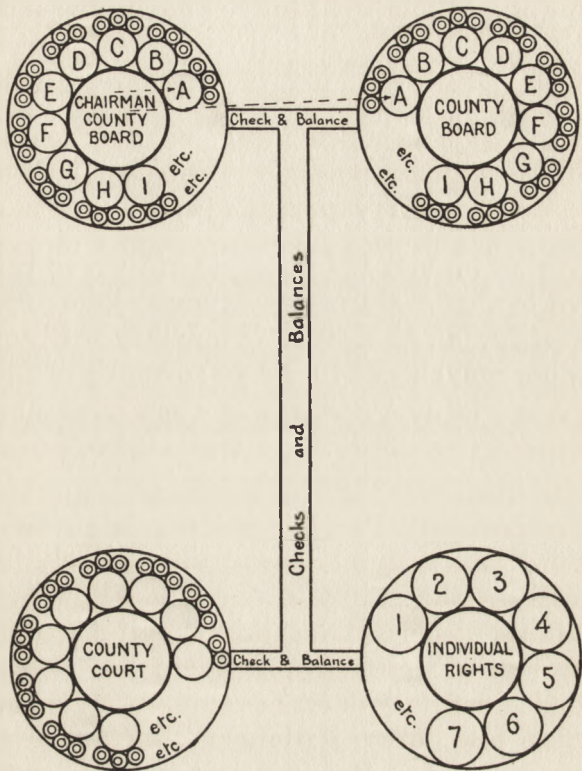 C
D
B
E
A
CHAIRMAN
COUNTY
BOARD
F
G
H
I
etc.
etc.
Check & Balance
C
B
D
A
E
COUNTY
BOARD
F
G
H
I
etc.
etc.
Checks and Balances
COUNTY
COURT
etc.
etc
Check & Balance
2
3
1
4
INDIVIDUAL
RIGHTS
5
6
7
etc.